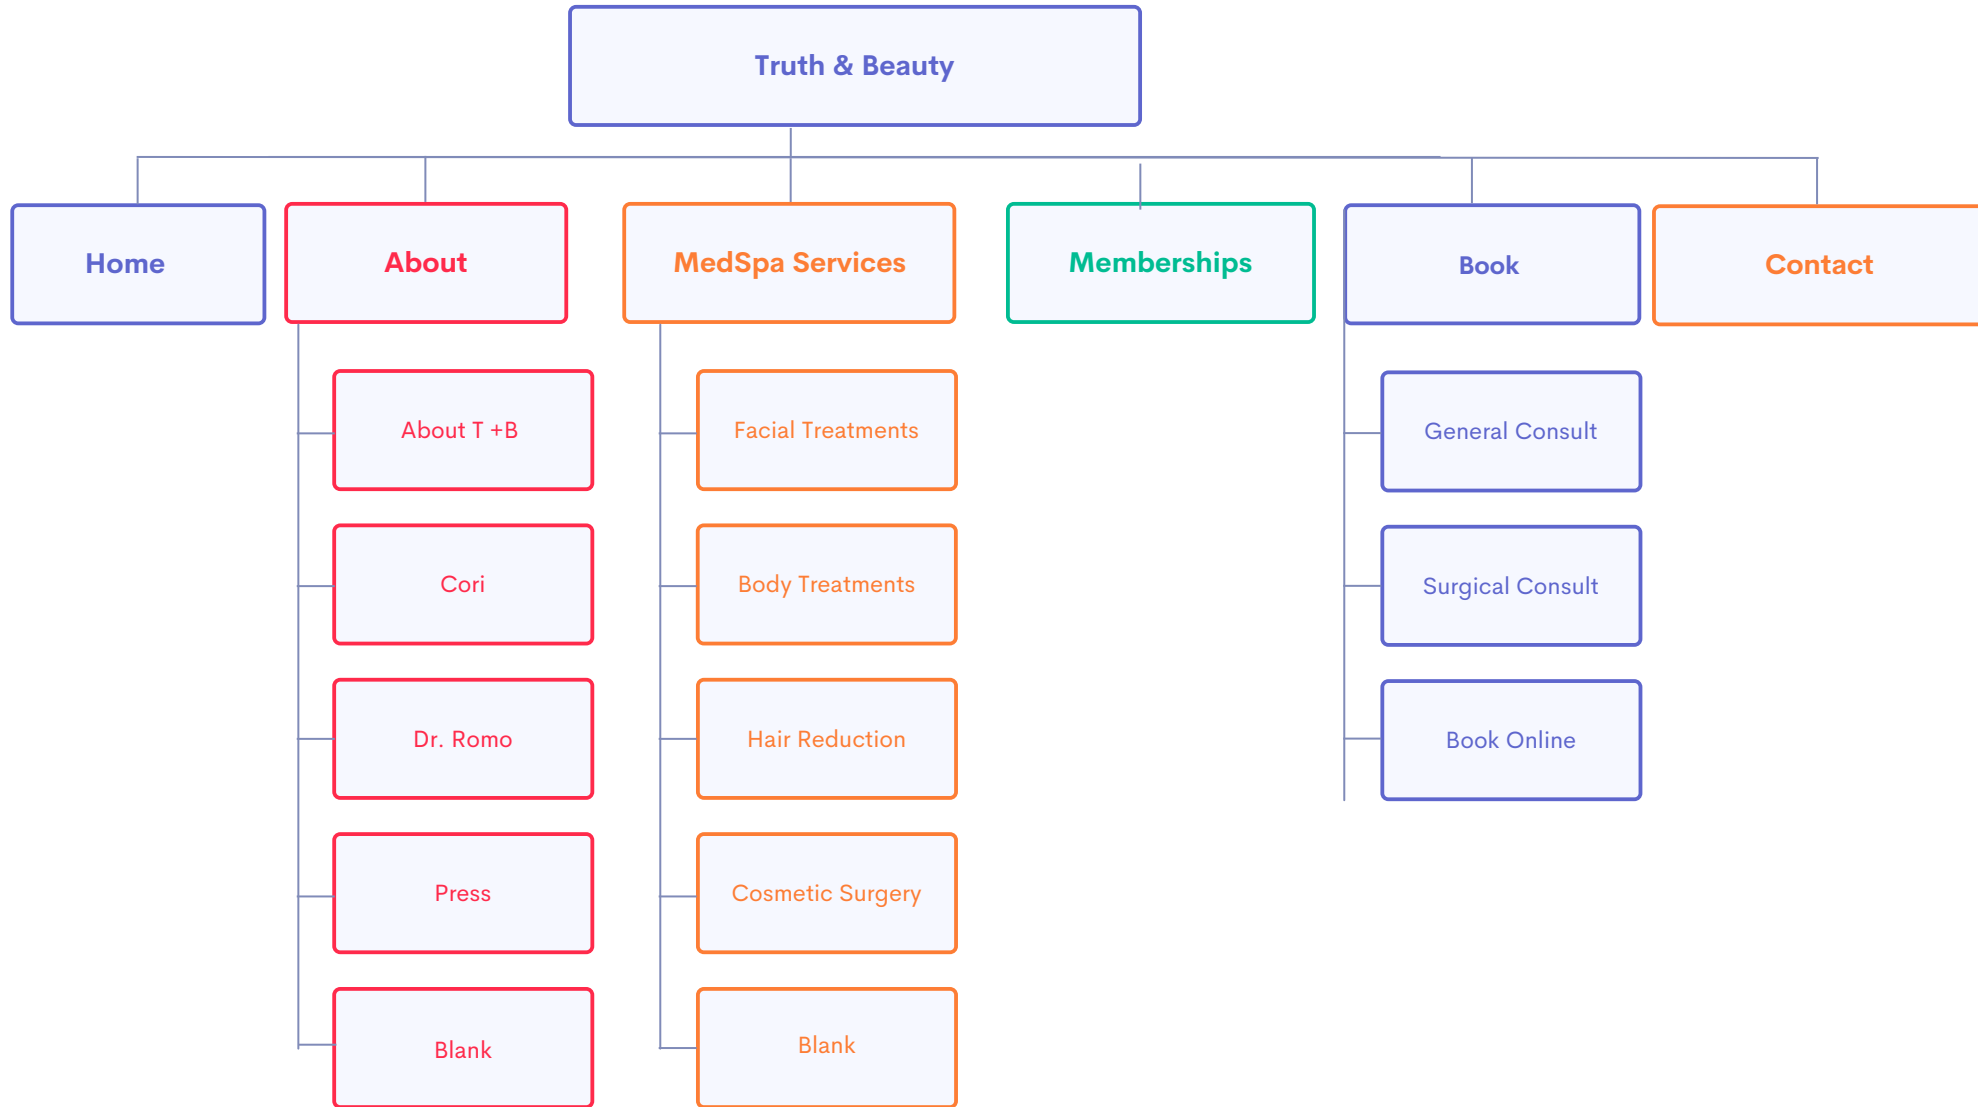 Truth & Beauty
Home
About
MedSpa Services
Memberships
Book
Contact
About T +B
Cori
Dr. Romo
Press
Blank
Facial Treatments
Body Treatments
Hair Reduction
Cosmetic Surgery
Blank
General Consult
Surgical Consult
Book Online